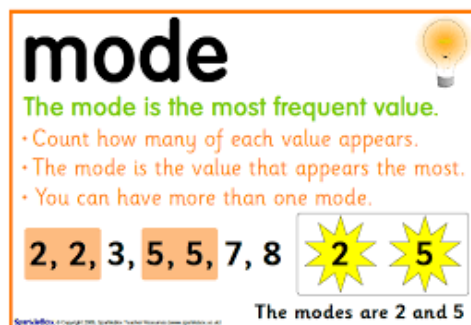 mode
The mode is the most frequent value.
• Count how many of each value appears.
• The mode is the value that appears the most.
• You can have more than one mode.
2, 2, 3, 5, 5, 7, 8 2 5
The modes are 2 and 5
SparkleBox © Copyright